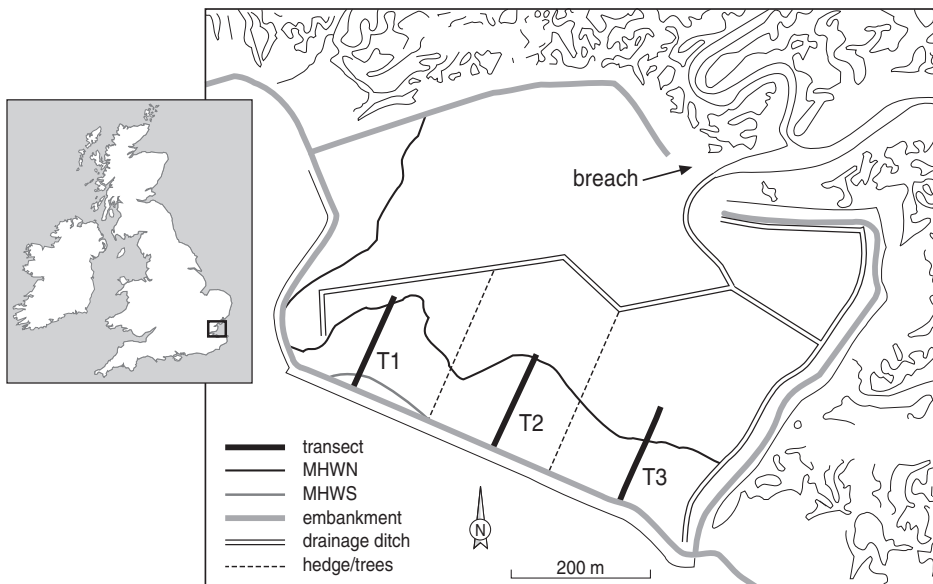 breach
T1
T2
T3
transect
MHWN
MHWS
embankment
drainage ditch
hedge/trees
N
200 m